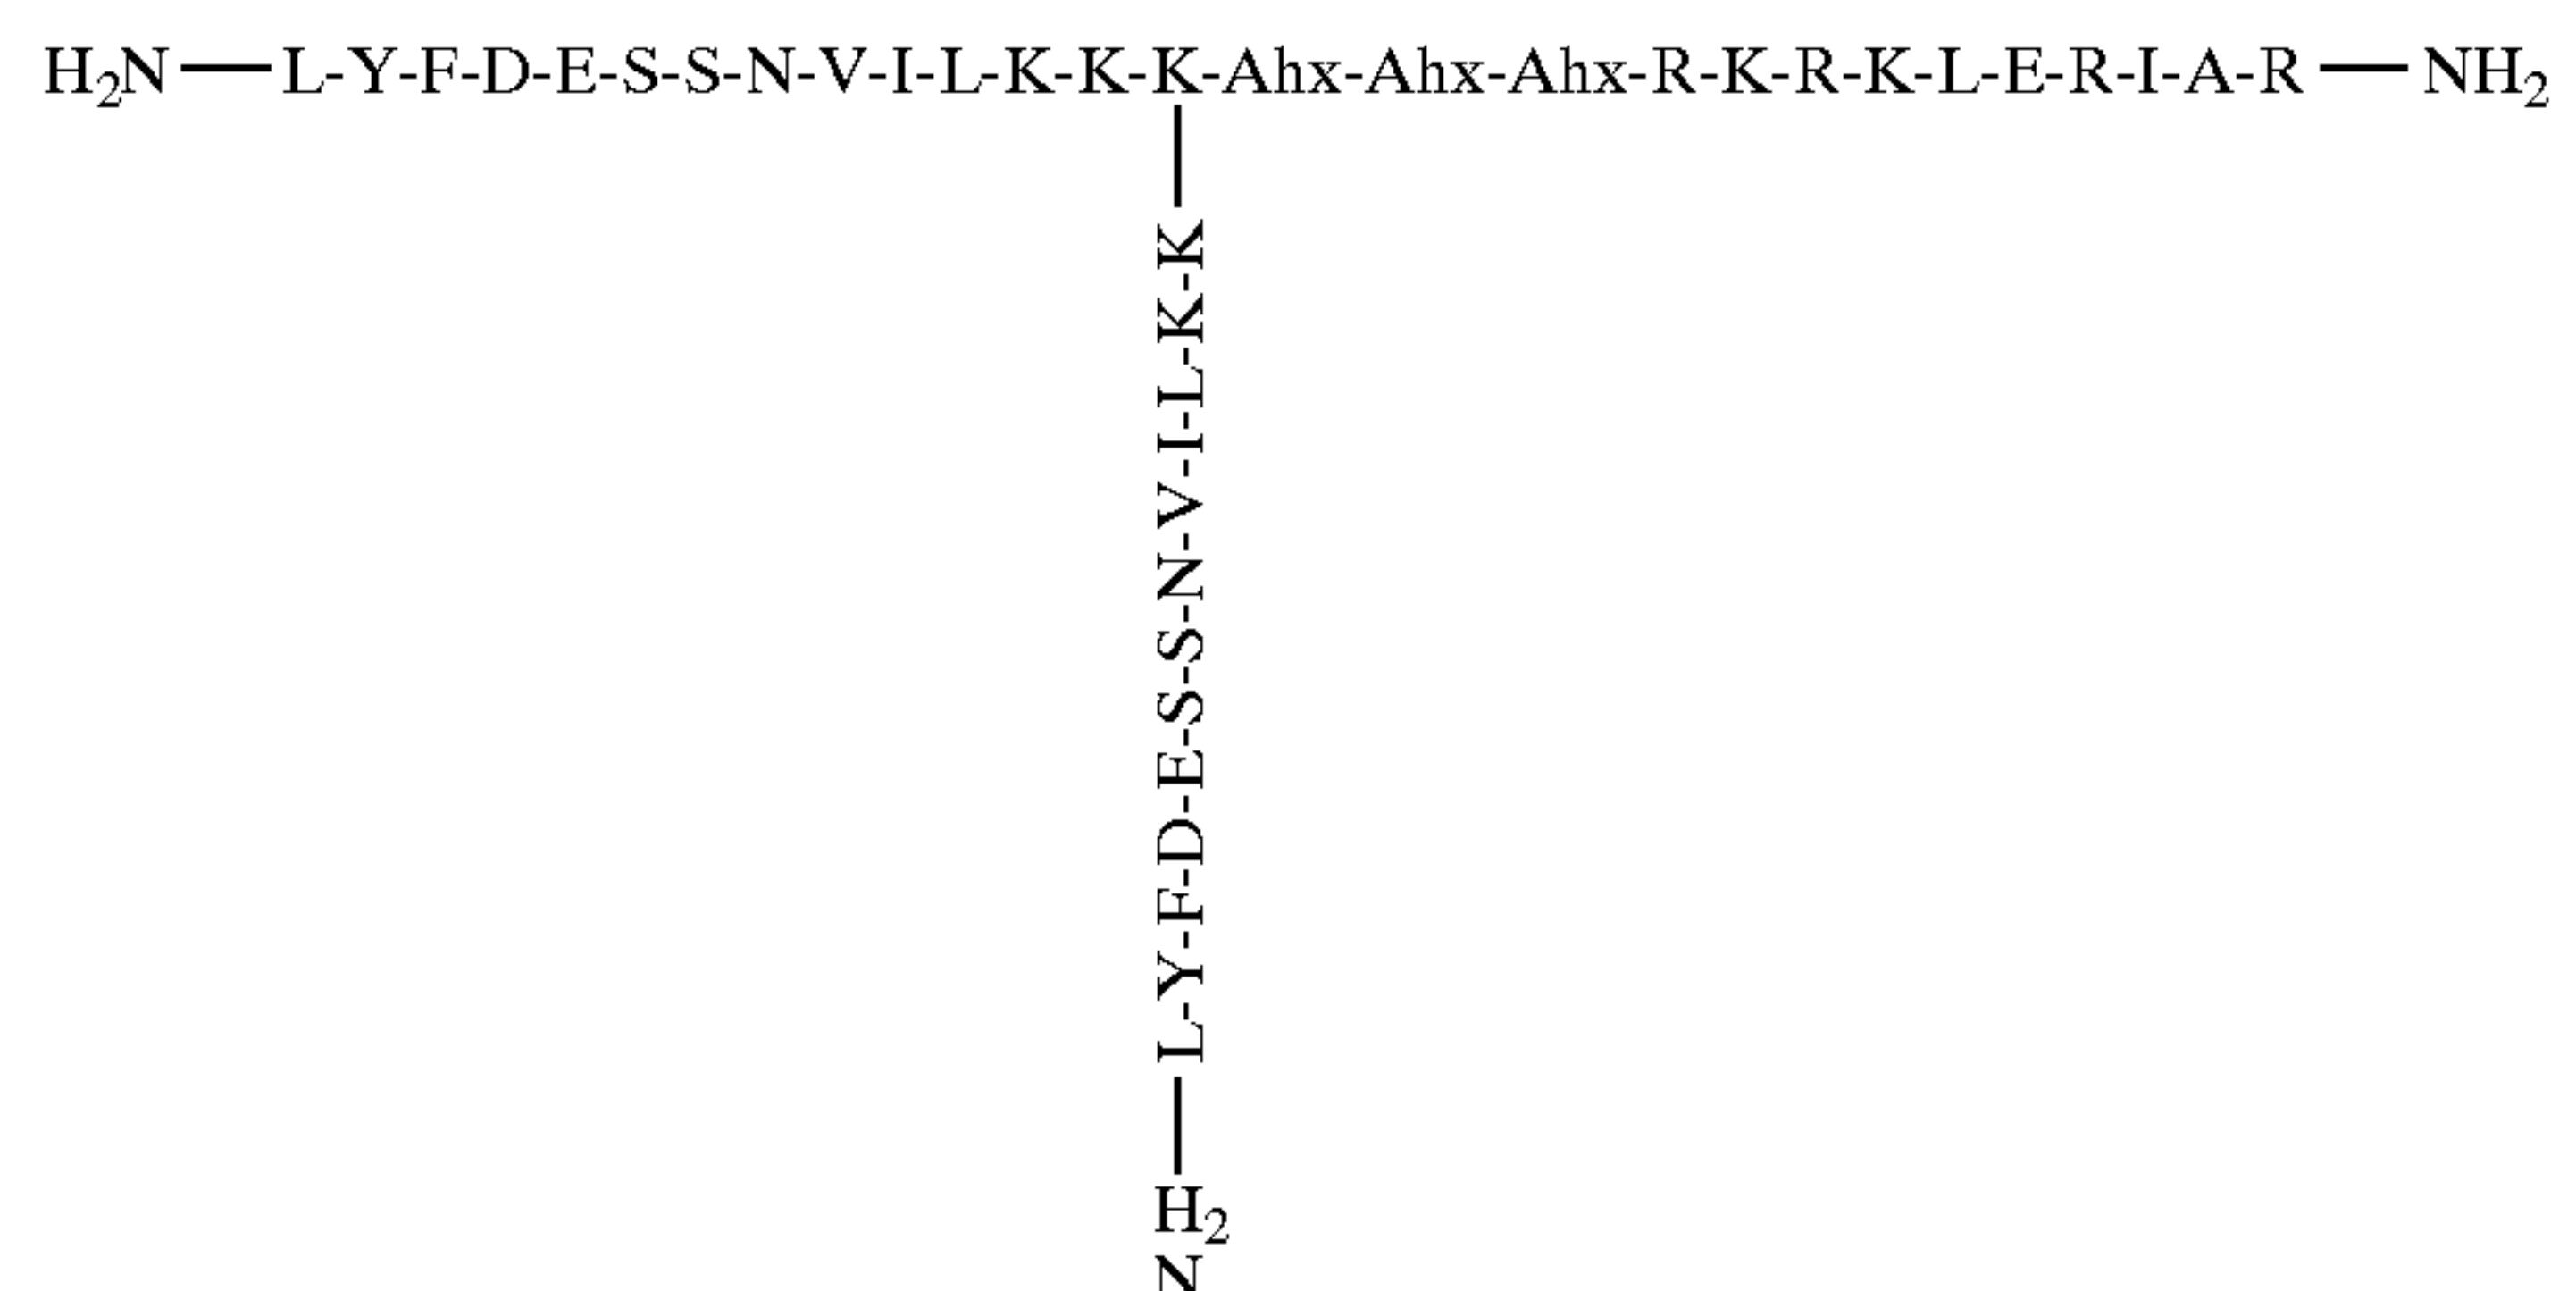 H₂N—L-Y-F-D-E-S-S-N-V-I-L-K-K-K-Ahx-Ahx-Ahx-R-K-R-K-L-E-R-I-A-R—NH₂
L-Y-F-D-E-S-S-N-V-I-L-K-K
H₂
N